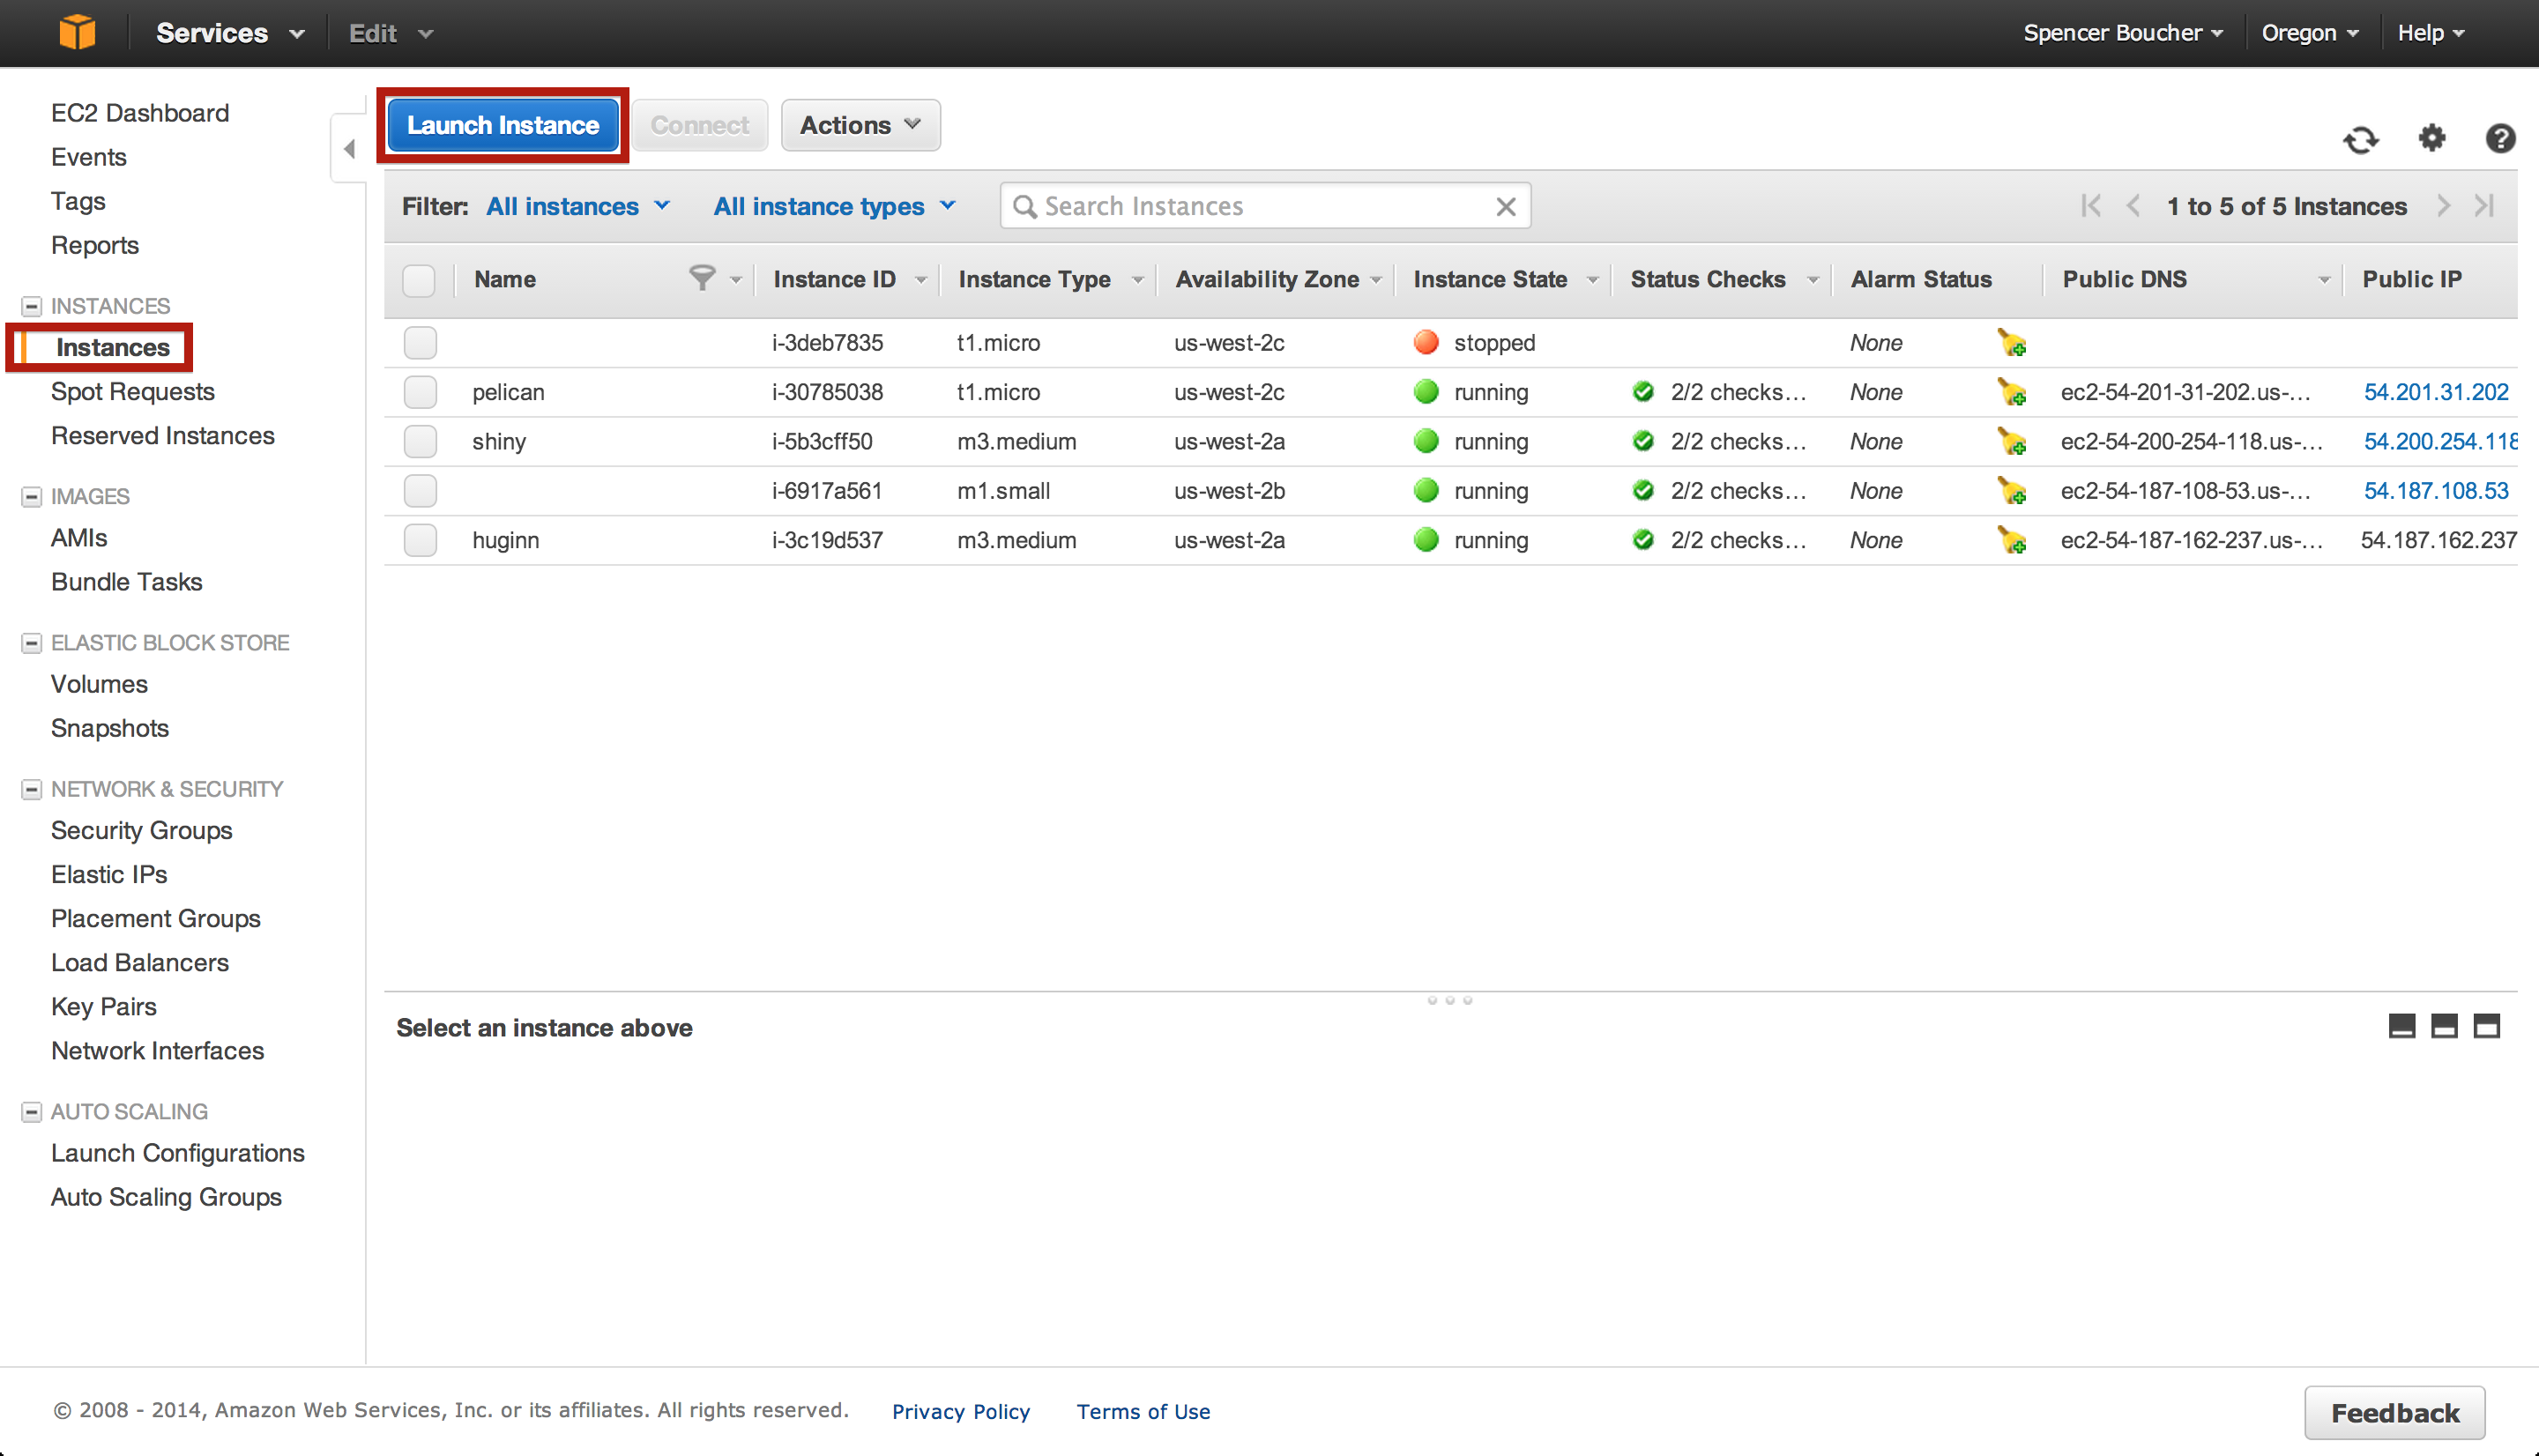 Services Edit Spencer Boucher Oregon Help
EC2 Dashboard
Events
Tags
Reports
INSTANCES
Instances
Spot Requests
Reserved Instances
IMAGES
AMIs
Bundle Tasks
ELASTIC BLOCK STORE
Volumes
Snapshots
NETWORK & SECURITY
Security Groups
Elastic IPs
Placement Groups
Load Balancers
Key Pairs
Network Interfaces
AUTO SCALING
Launch Configurations
Auto Scaling Groups
Launch Instance Connect Actions
Filter: All instances All instance types Search Instances 1 to 5 of 5 Instances
Name Instance ID Instance Type Availability Zone Instance State Status Checks Alarm Status Public DNS Public IP
i-3deb7835 t1.micro us-west-2c stopped None
pelican i-30785038 t1.micro us-west-2c running 2/2 checks... None ec2-54-201-31-202.us-... 54.201.31.202
shiny i-5b3cff50 m3.medium us-west-2a running 2/2 checks... None ec2-54-200-254-118.us-... 54.200.254.118
i-6917a561 m1.small us-west-2b running 2/2 checks... None ec2-54-187-108-53.us-... 54.187.108.53
huginn i-3c19d537 m3.medium us-west-2a running 2/2 checks... None ec2-54-187-162-237.us-... 54.187.162.237
Select an instance above
© 2008 - 2014, Amazon Web Services, Inc. or its affiliates. All rights reserved. Privacy Policy Terms of Use Feedback